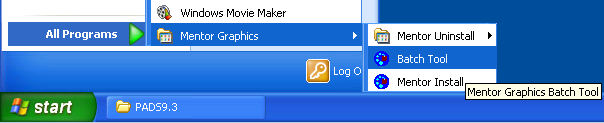 Windows Movie Maker
All Programs
Mentor Graphics
Mentor Uninstall
Batch Tool
Mentor Install
Mentor Graphics Batch Tool
Log O
start
PADS9.3